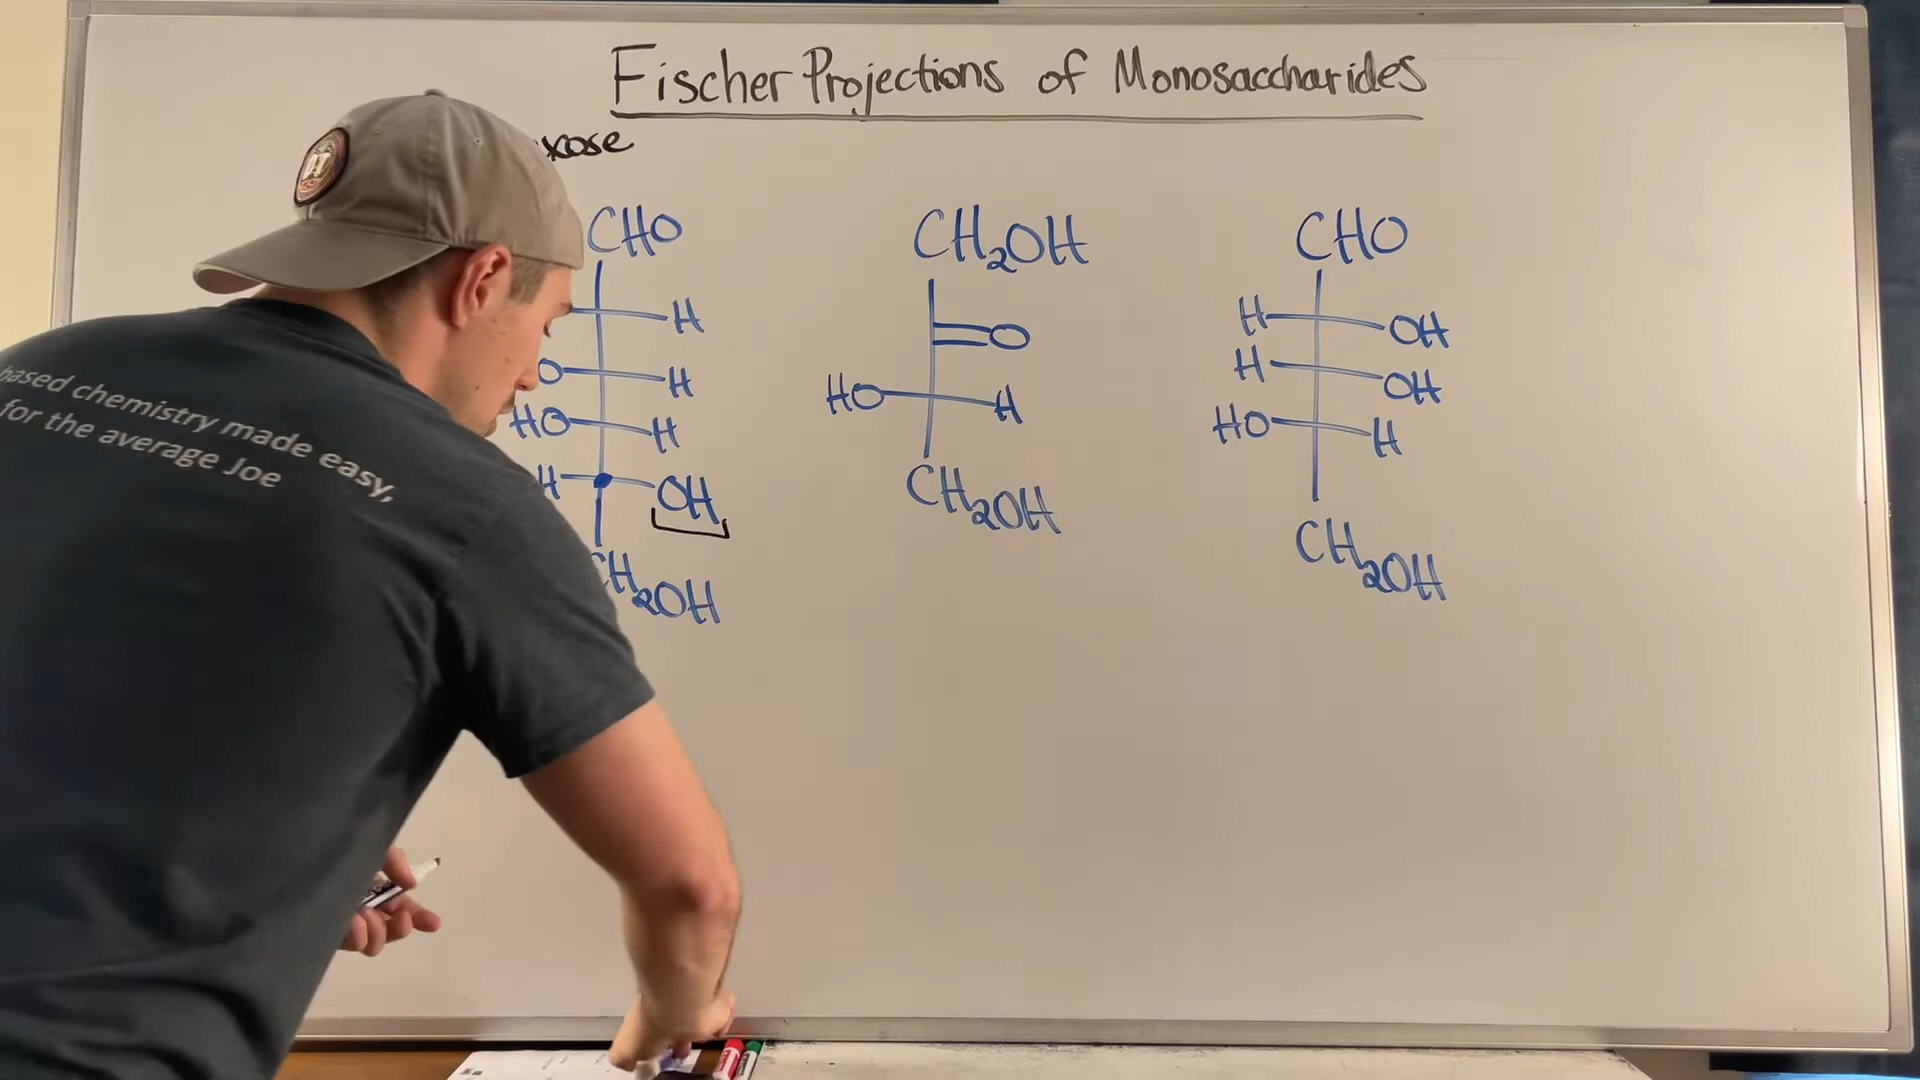 Fischer Projections of Monosaccharides
xose
CHO
H
O H
HO H
H OH
CH2OH
CH2OH
O
HO H
CH2OH
CHO
H OH
H OH
HO H
CH2OH
based chemistry made easy,
for the average Joe